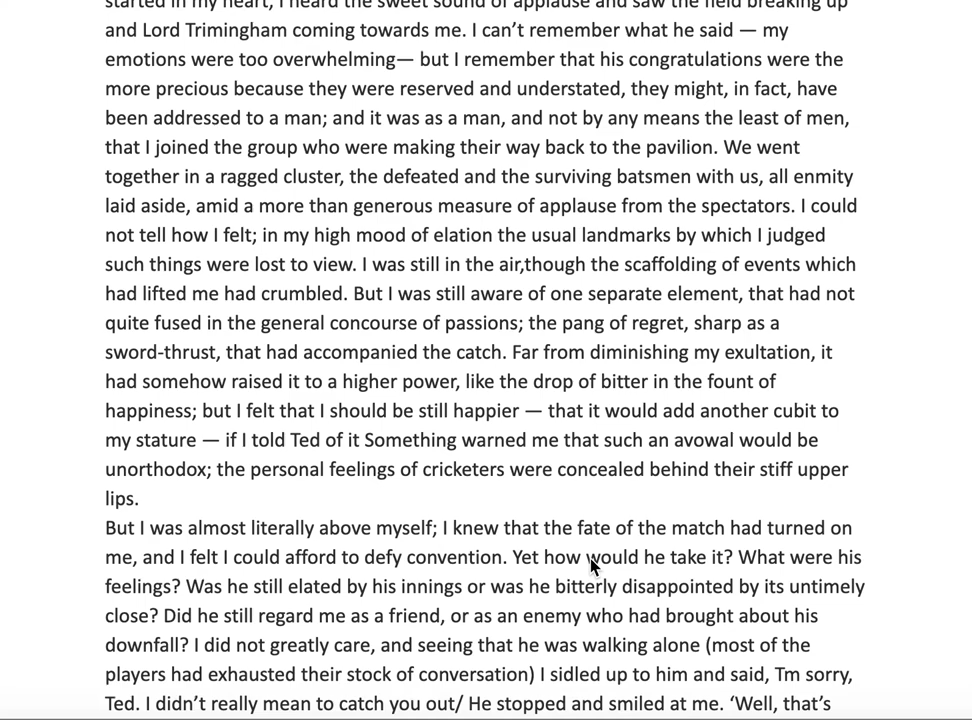 started in my heart, I heard the sweet sound of applause and saw the field breaking up
and Lord Trimingham coming towards me. I can’t remember what he said — my
emotions were too overwhelming— but I remember that his congratulations were the
more precious because they were reserved and understated, they might, in fact, have
been addressed to a man; and it was as a man, and not by any means the least of men,
that I joined the group who were making their way back to the pavilion. We went
together in a ragged cluster, the defeated and the surviving batsmen with us, all enmity
laid aside, amid a more than generous measure of applause from the spectators. I could
not tell how I felt; in my high mood of elation the usual landmarks by which I judged
such things were lost to view. I was still in the air,though the scaffolding of events which
had lifted me had crumbled. But I was still aware of one separate element, that had not
quite fused in the general concourse of passions; the pang of regret, sharp as a
sword-thrust, that had accompanied the catch. Far from diminishing my exultation, it
had somehow raised it to a higher power, like the drop of bitter in the fount of
happiness; but I felt that I should be still happier — that it would add another cubit to
my stature — if I told Ted of it Something warned me that such an avowal would be
unorthodox; the personal feelings of cricketers were concealed behind their stiff upper
lips.
But I was almost literally above myself; I knew that the fate of the match had turned on
me, and I felt I could afford to defy convention. Yet how would he take it? What were his
feelings? Was he still elated by his innings or was he bitterly disappointed by its untimely
close? Did he still regard me as a friend, or as an enemy who had brought about his
downfall? I did not greatly care, and seeing that he was walking alone (most of the
players had exhausted their stock of conversation) I sidled up to him and said, Tm sorry,
Ted. I didn’t really mean to catch you out/ He stopped and smiled at me. ‘Well, that’s